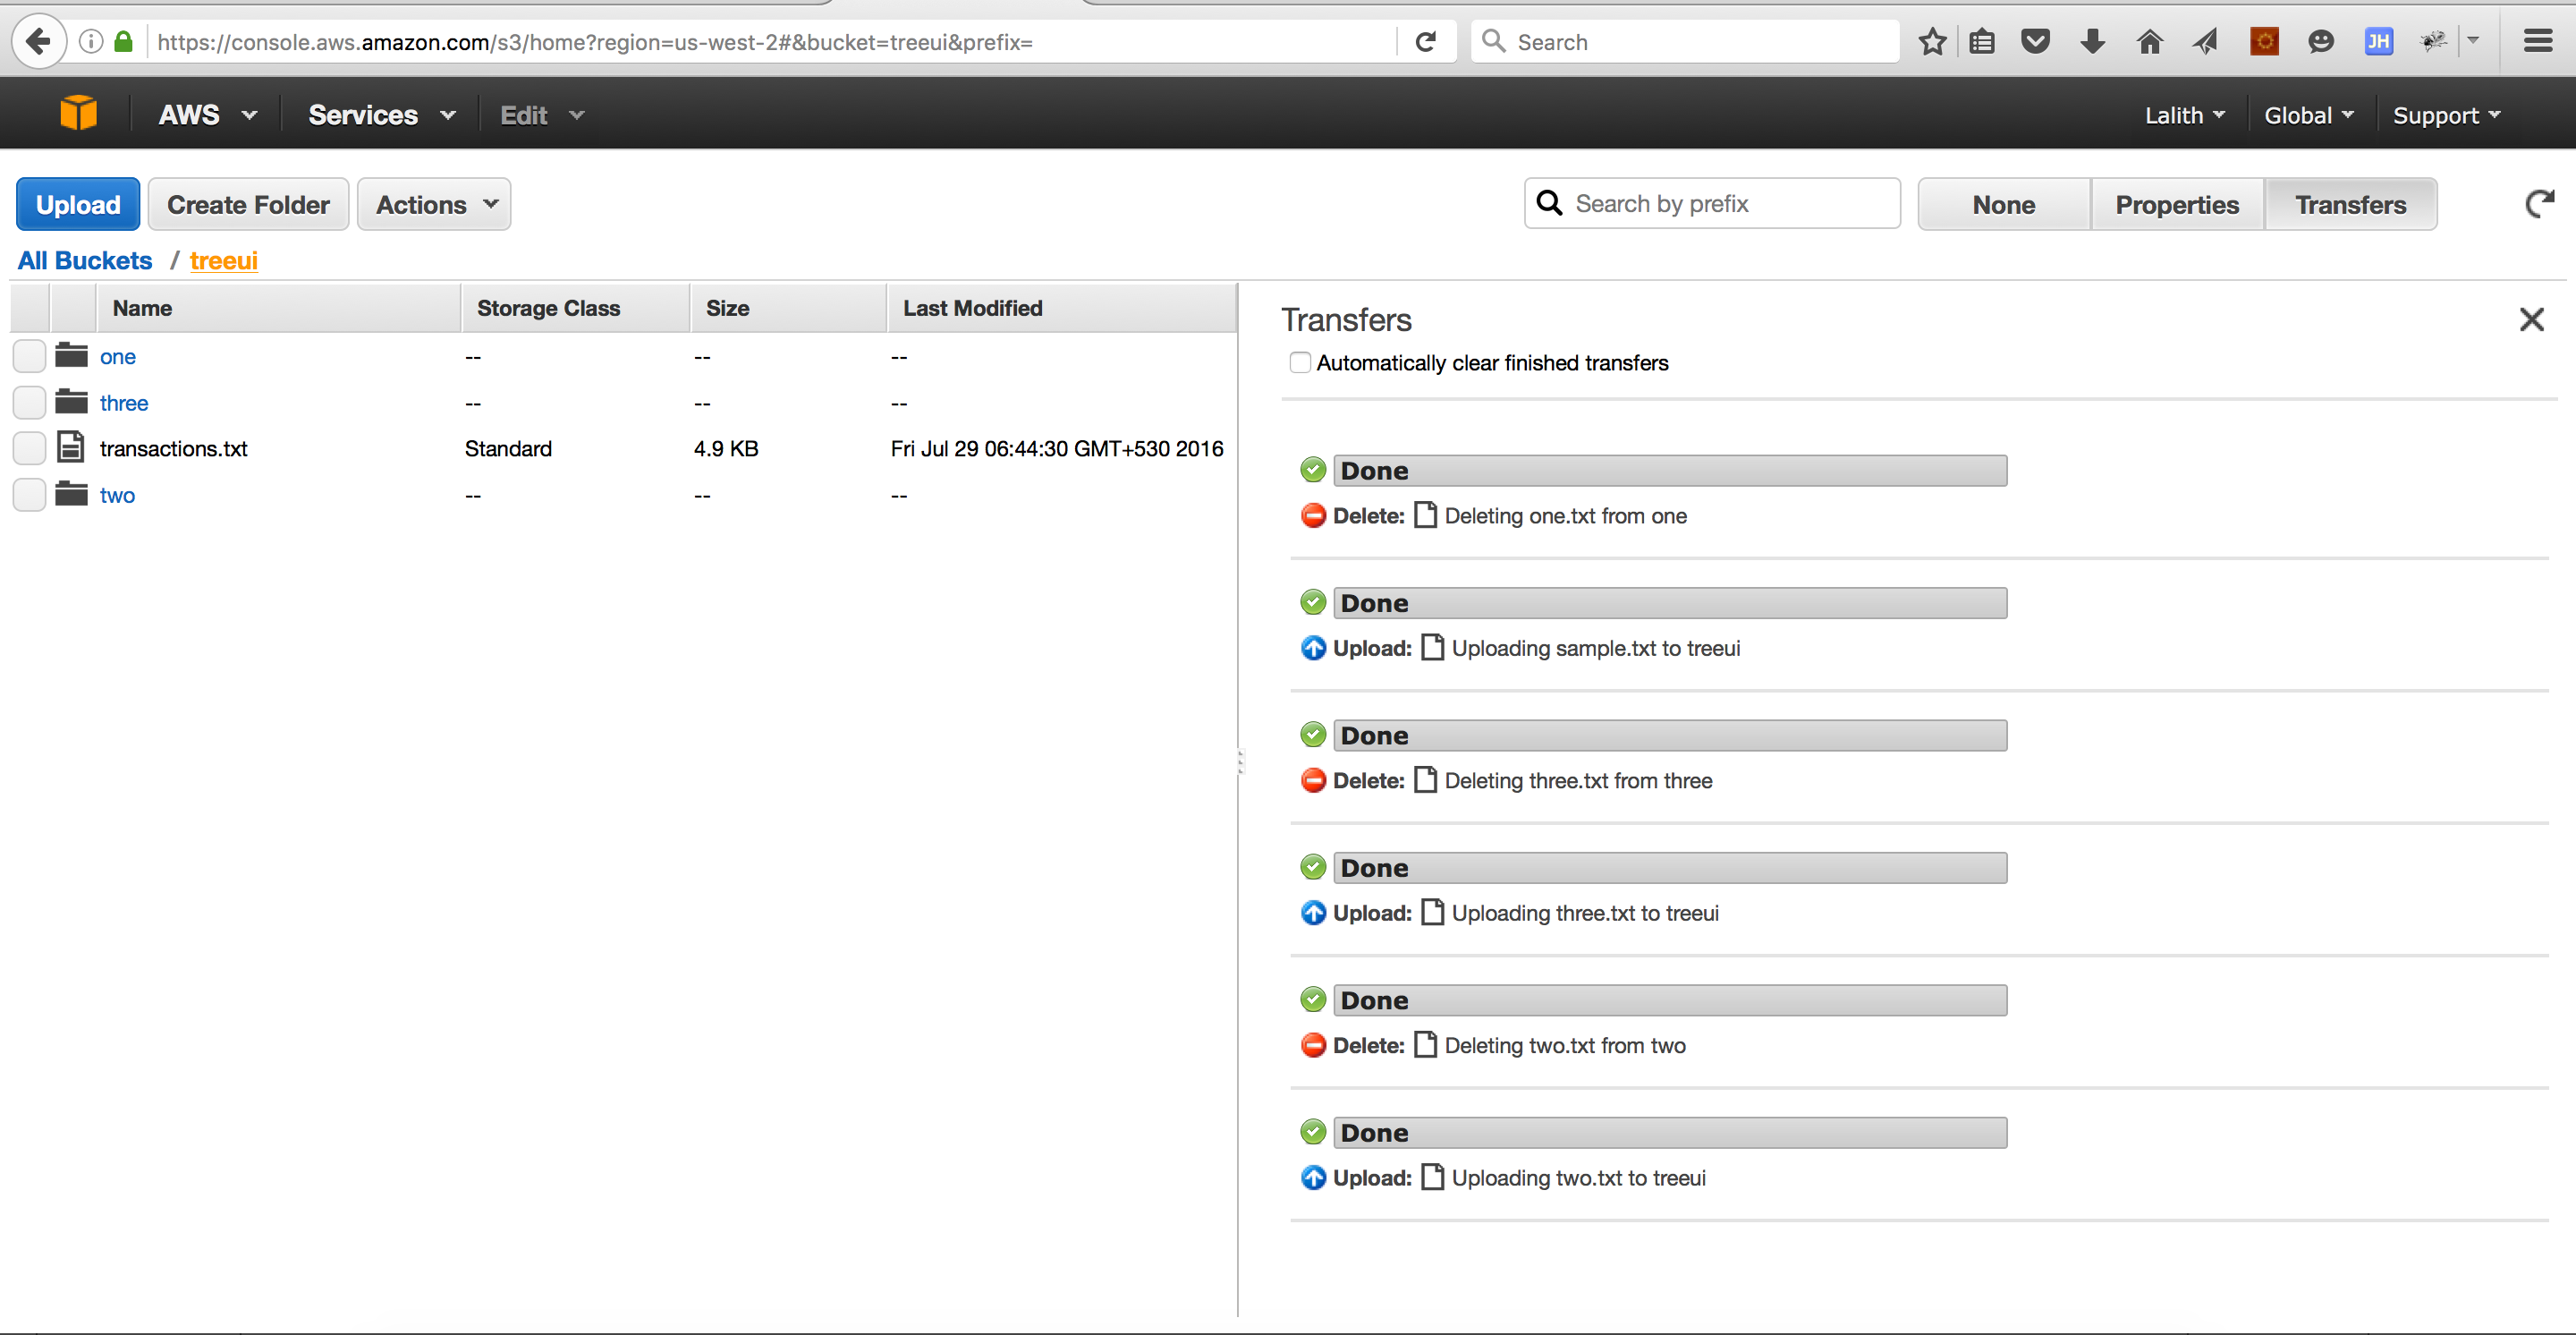 https://console.aws.amazon.com/s3/home?region=us-west-2#&bucket=treeui&prefix=
Search
JH
AWS Services Edit Lalith Global Support
Upload Create Folder Actions Search by prefix None Properties Transfers
All Buckets / treeui
Name Storage Class Size Last Modified
one -- -- --
three -- -- --
transactions.txt Standard 4.9 KB Fri Jul 29 06:44:30 GMT+530 2016
two -- -- --
Transfers
Automatically clear finished transfers
Done
Delete: Deleting one.txt from one
Done
Upload: Uploading sample.txt to treeui
Done
Delete: Deleting three.txt from three
Done
Upload: Uploading three.txt to treeui
Done
Delete: Deleting two.txt from two
Done
Upload: Uploading two.txt to treeui